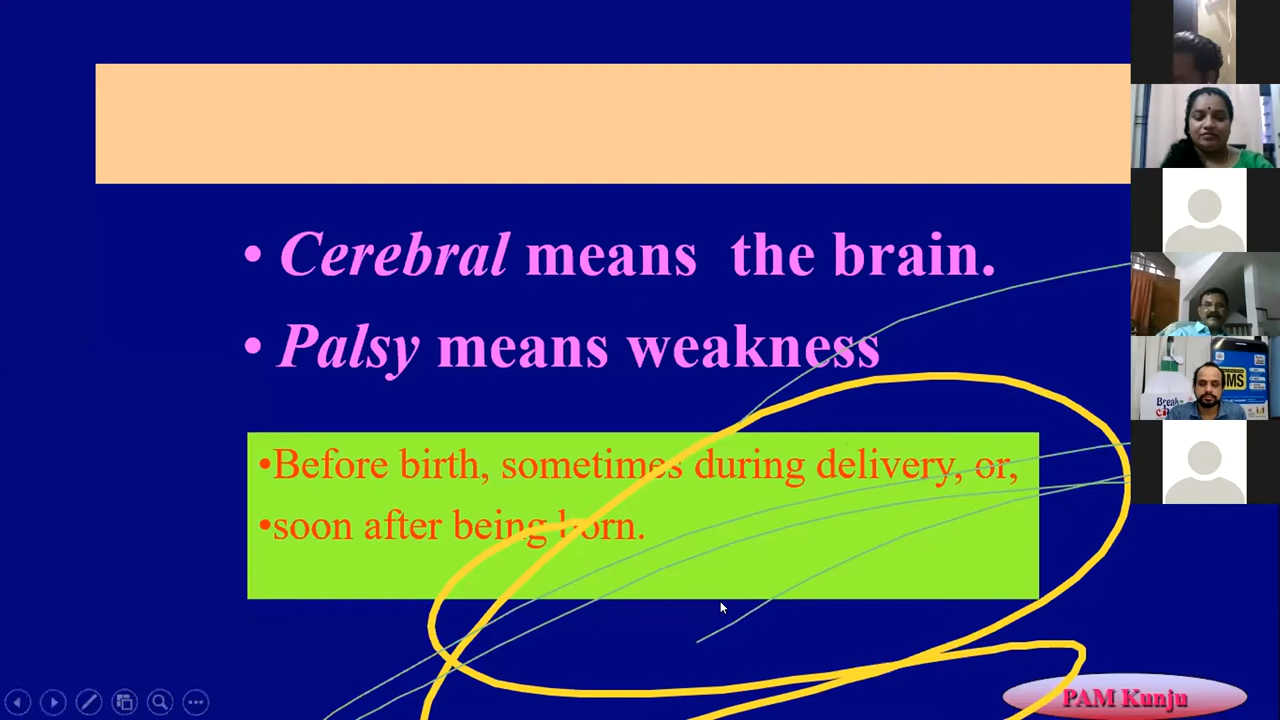 • Cerebral means the brain.
• Palsy means weakness
•Before birth, sometimes during delivery, or,
•soon after being born.
PAM Kunju